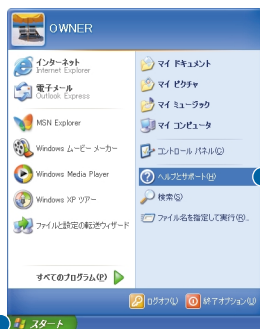 OWNER
インターネット
Internet Explorer
電子メール
Outlook Express
MSN Explorer
Windows ムービー メーカー
Windows Media Player
Windows XP ツアー
ファイルと設定の転送ウィザード
すべてのプログラム(P)
マイ ドキュメント
マイ ピクチャ
マイ ミュージック
マイ コンピュータ
コントロール パネル(C)
ヘルプとサポート(H)
検索(S)
ファイル名を指定して実行(R)...
ログオフ(L)
終了オプション(U)
スタート